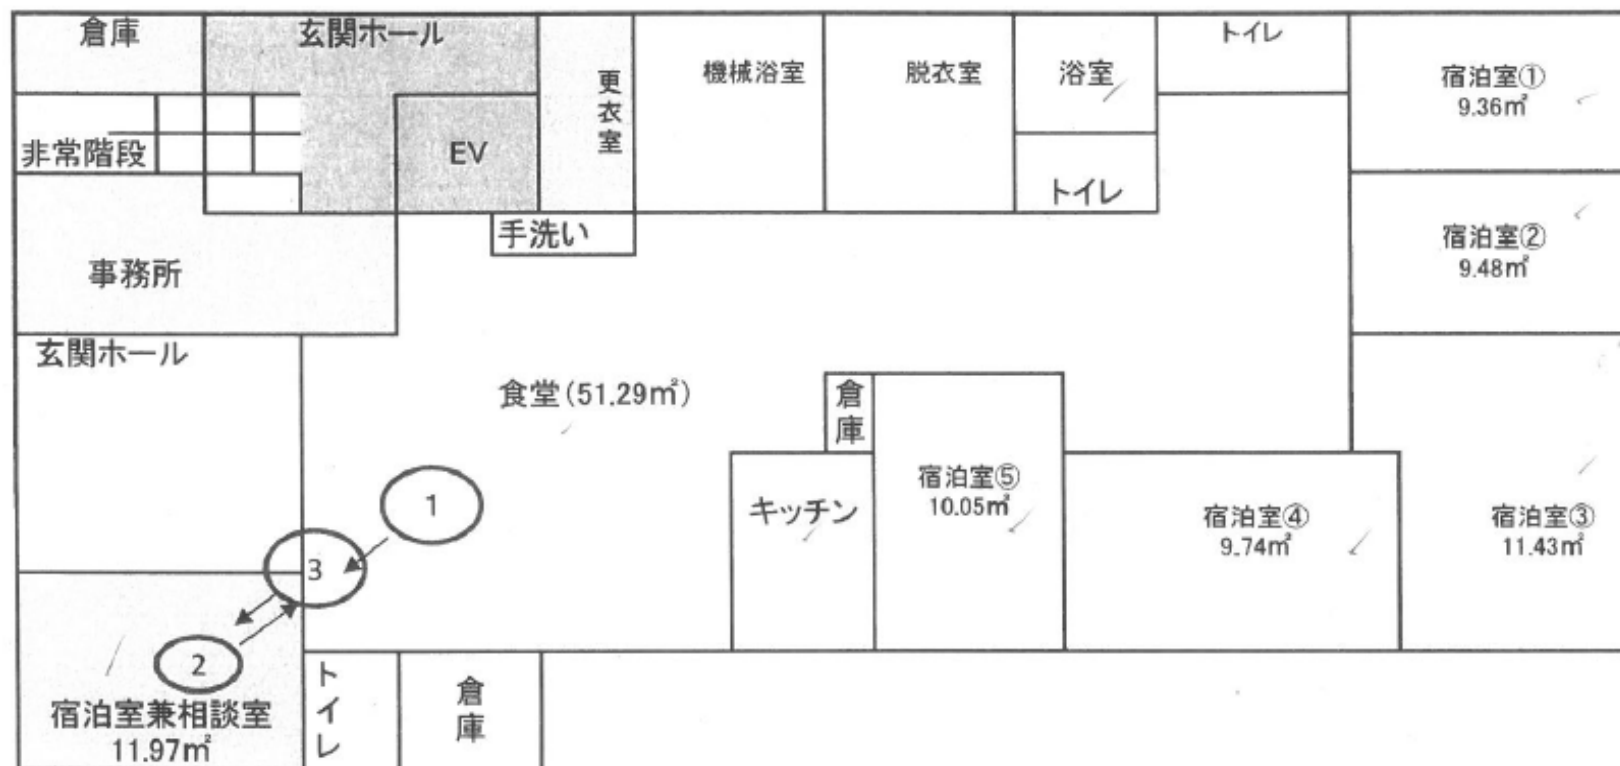 倉庫
玄関ホール
更衣室
機械浴室
脱衣室
浴室
トイレ
宿泊室①
9.36㎡
非常階段
EV
トイレ
宿泊室②
9.48㎡
手洗い
事務所
玄関ホール
食堂(51.29㎡)
倉庫
宿泊室⑤
10.05㎡
キッチン
宿泊室④
9.74㎡
宿泊室③
11.43㎡
1
3
2
宿泊室兼相談室
11.97㎡
トイレ
倉庫